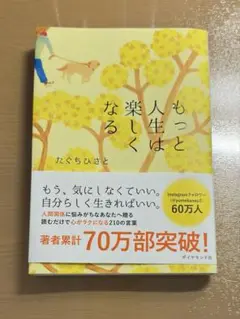 もっと
人生は
楽しく
なる
たぐちひさと
もう、気にしなくていい。
自分らしく生きればいい。
人間関係に悩みがちなあなたへ贈る
読むだけで心がラクになる210の言葉
Instagramフォロワー
60万人
著者累計 70万部突破!
ダイヤモンド社